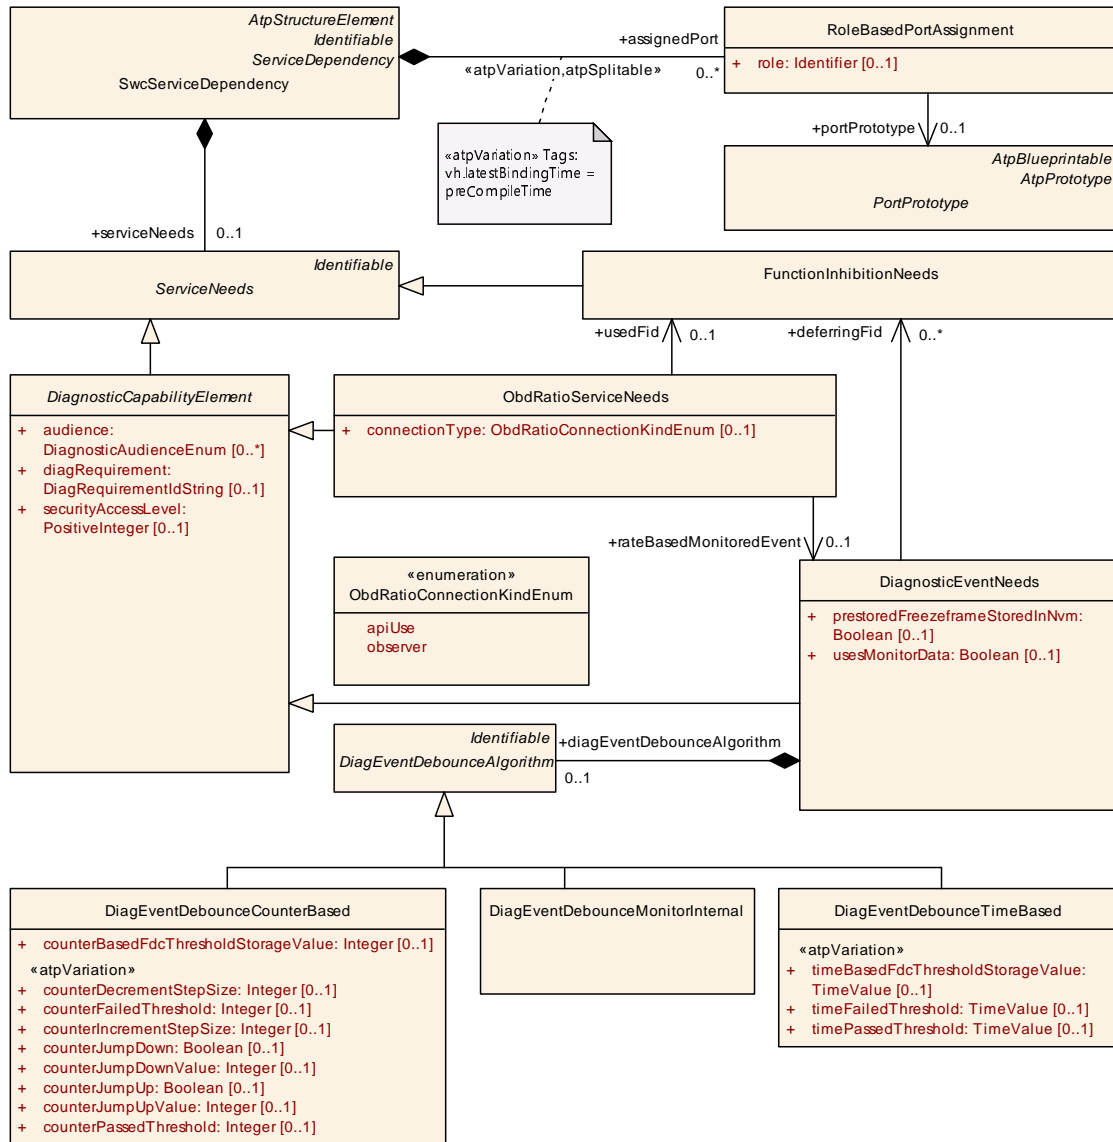 AtpStructureElement
Identifiable
ServiceDependency
SwcServiceDependency
+assignedPort
«atpVariation,atpSplitable»
0..*
RoleBasedPortAssignment
+ role: Identifier [0..1]
+portPrototype
0..1
«atpVariation» Tags:
vh.latestBindingTime =
preCompileTime
AtpBlueprintable
AtpPrototype
PortPrototype
+serviceNeeds
0..1
Identifiable
ServiceNeeds
FunctionInhibitionNeeds
+usedFid
0..1
+deferringFid
0..*
DiagnosticCapabilityElement
+ audience:
DiagnosticAudienceEnum [0..*]
+ diagRequirement:
DiagRequirementIdString [0..1]
+ securityAccessLevel:
PositiveInteger [0..1]
ObdRatioServiceNeeds
+ connectionType: ObdRatioConnectionKindEnum [0..1]
+rateBasedMonitoredEvent
0..1
«enumeration»
ObdRatioConnectionKindEnum
apiUse
observer
DiagnosticEventNeeds
+ prestoredFreezeframeStoredInNvm:
Boolean [0..1]
+ usesMonitorData: Boolean [0..1]
Identifiable
DiagEventDebounceAlgorithm
+diagEventDebounceAlgorithm
0..1
DiagEventDebounceCounterBased
+ counterBasedFdcThresholdStorageValue: Integer [0..1]
«atpVariation»
+ counterDecrementStepSize: Integer [0..1]
+ counterFailedThreshold: Integer [0..1]
+ counterIncrementStepSize: Integer [0..1]
+ counterJumpDown: Boolean [0..1]
+ counterJumpDownValue: Integer [0..1]
+ counterJumpUp: Boolean [0..1]
+ counterJumpUpValue: Integer [0..1]
+ counterPassedThreshold: Integer [0..1]
DiagEventDebounceMonitorInternal
DiagEventDebounceTimeBased
«atpVariation»
+ timeBasedFdcThresholdStorageValue:
TimeValue [0..1]
+ timeFailedThreshold: TimeValue [0..1]
+ timePassedThreshold: TimeValue [0..1]